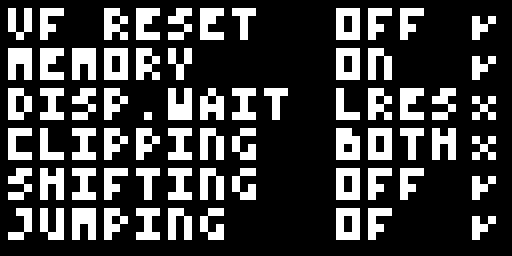 VF RESET OFF ✓
MEMORY ON ✓
DISP.WAIT LRES ✗
CLIPPING BOTH ✗
SHIFTING OFF ✓
JUMPING OF ✓